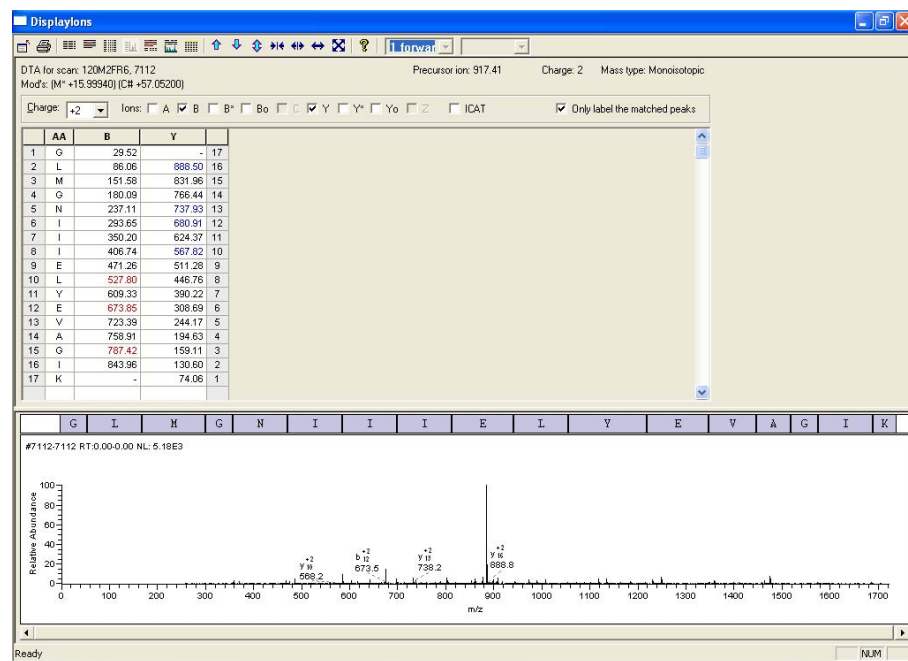 DisplayIons
1 forwar
DTA for scan: 120M2FR6, 7112 Precursor ion: 917.41 Charge: 2 Mass type: Monoisotopic
Mod's: (M* +15.99940) (C# +57.05200)
Charge: +2 Ions: A B B* Bo C Y Y* Yo Z ICAT Only label the matched peaks
AA B Y
1 G 29.52 - 17
2 L 86.06 888.50 16
3 M 151.58 831.96 15
4 G 180.09 766.44 14
5 N 237.11 737.93 13
6 I 293.65 680.91 12
7 I 350.20 624.37 11
8 I 406.74 567.82 10
9 E 471.26 511.28 9
10 L 527.80 446.76 8
11 Y 609.33 390.22 7
12 E 673.85 308.69 6
13 V 723.39 244.17 5
14 A 758.91 194.63 4
15 G 787.42 159.11 3
16 I 843.96 130.60 2
17 K - 74.06 1
G L M G N I I I E L Y E V A G I K
#7112-7112 RT:0.00-0.00 NL: 5.18E3
Relative Abundance
100
80
60
40
20
0
y 10 +2
568.2
b 12 +2
673.5
y 13 +2
738.2
y 16 +2
888.8
0 100 200 300 400 500 600 700 800 900 1000 1100 1200 1300 1400 1500 1600 1700
m/z
Ready NUM